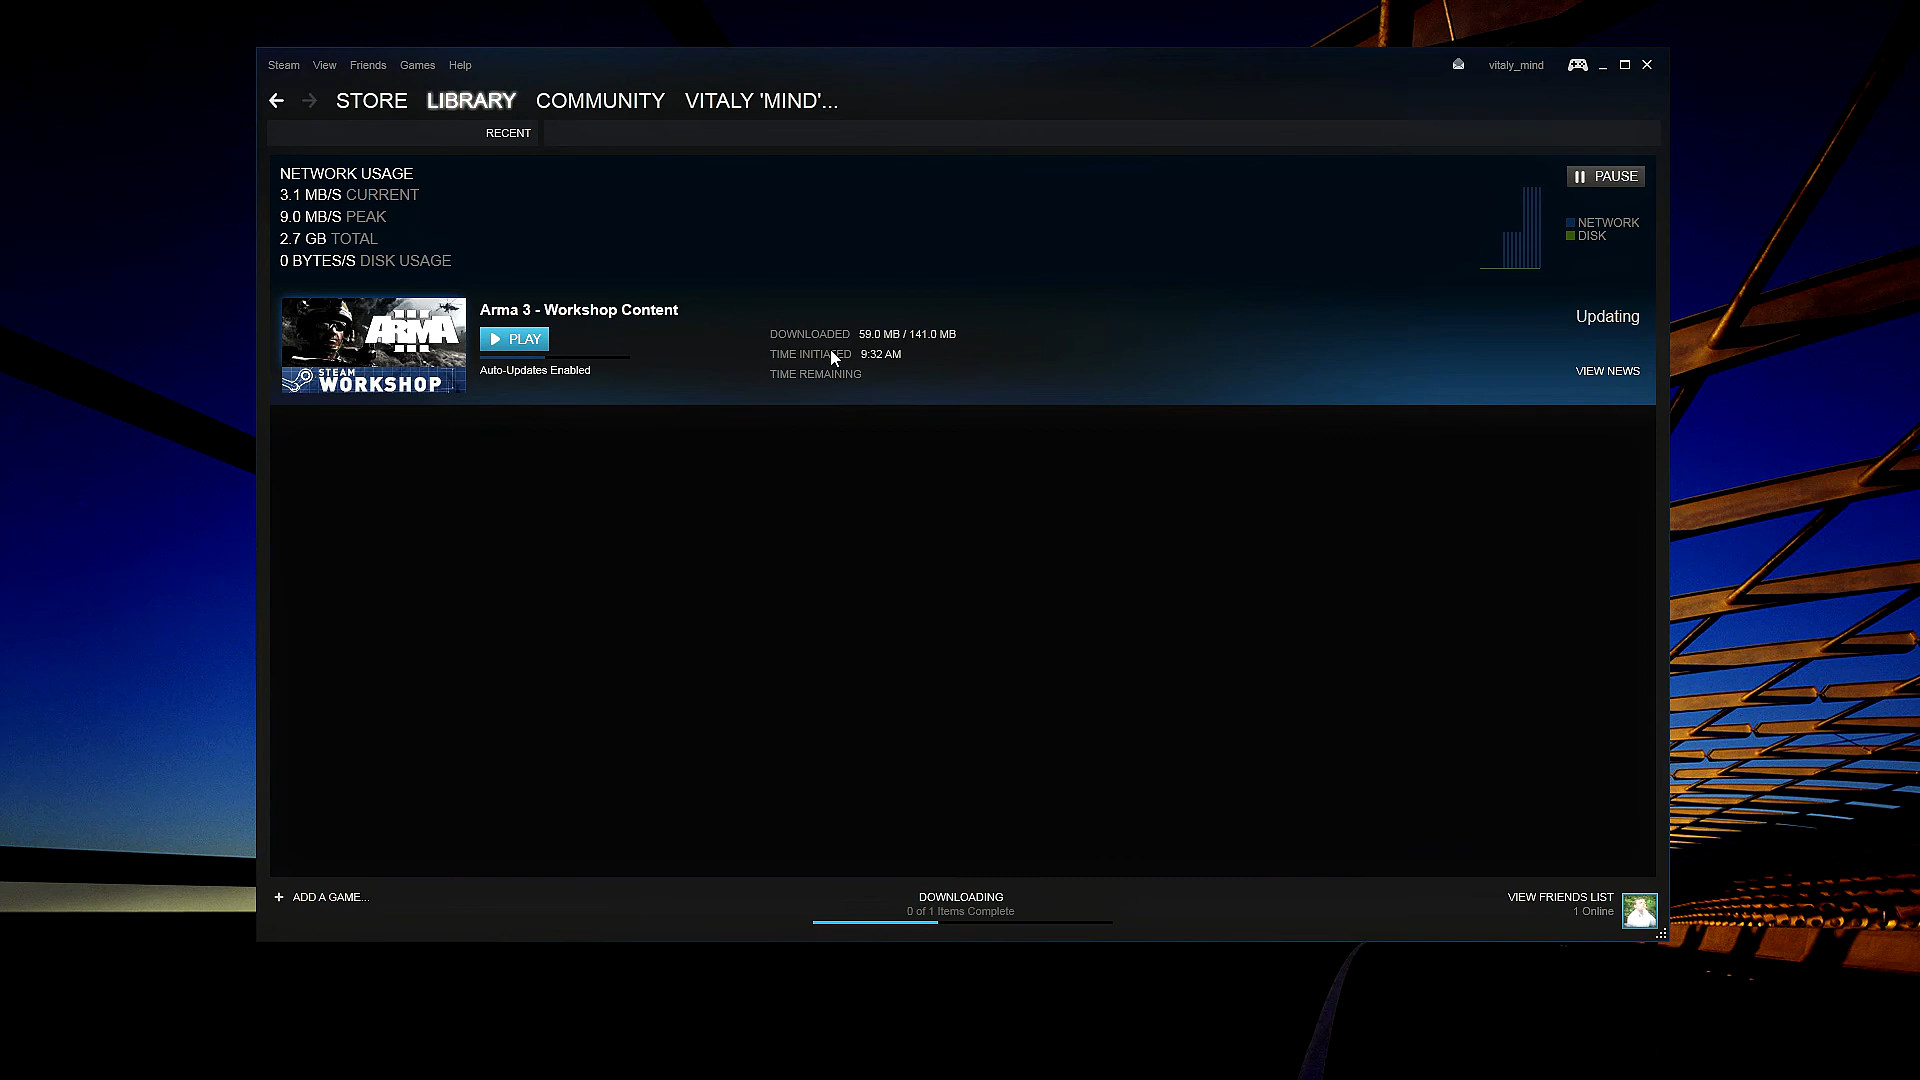 Steam View Friends Games Help
vitaly_mind
STORE LIBRARY COMMUNITY VITALY 'MIND'...
RECENT
NETWORK USAGE
3.1 MB/S CURRENT
9.0 MB/S PEAK
2.7 GB TOTAL
0 BYTES/S DISK USAGE
PAUSE
NETWORK
DISK
ARMA III
STEAM
WORKSHOP
Arma 3 - Workshop Content
PLAY
Auto-Updates Enabled
DOWNLOADED 59.0 MB / 141.0 MB
TIME INITIATED 9:32 AM
TIME REMAINING
Updating
VIEW NEWS
+ ADD A GAME...
DOWNLOADING
0 of 1 Items Complete
VIEW FRIENDS LIST
1 Online